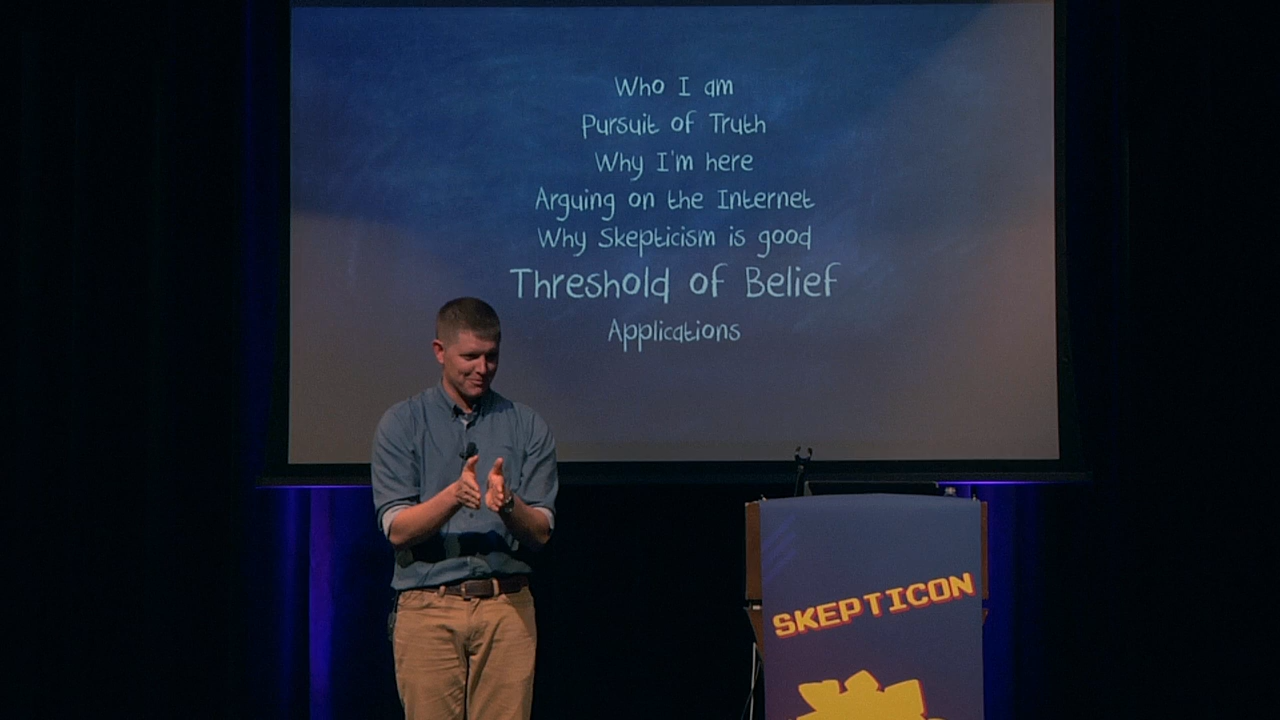 Who I am
Pursuit of Truth
Why I'm here
Arguing on the Internet
Why Skepticism is good
Threshold of Belief
Applications
SKEPTICON